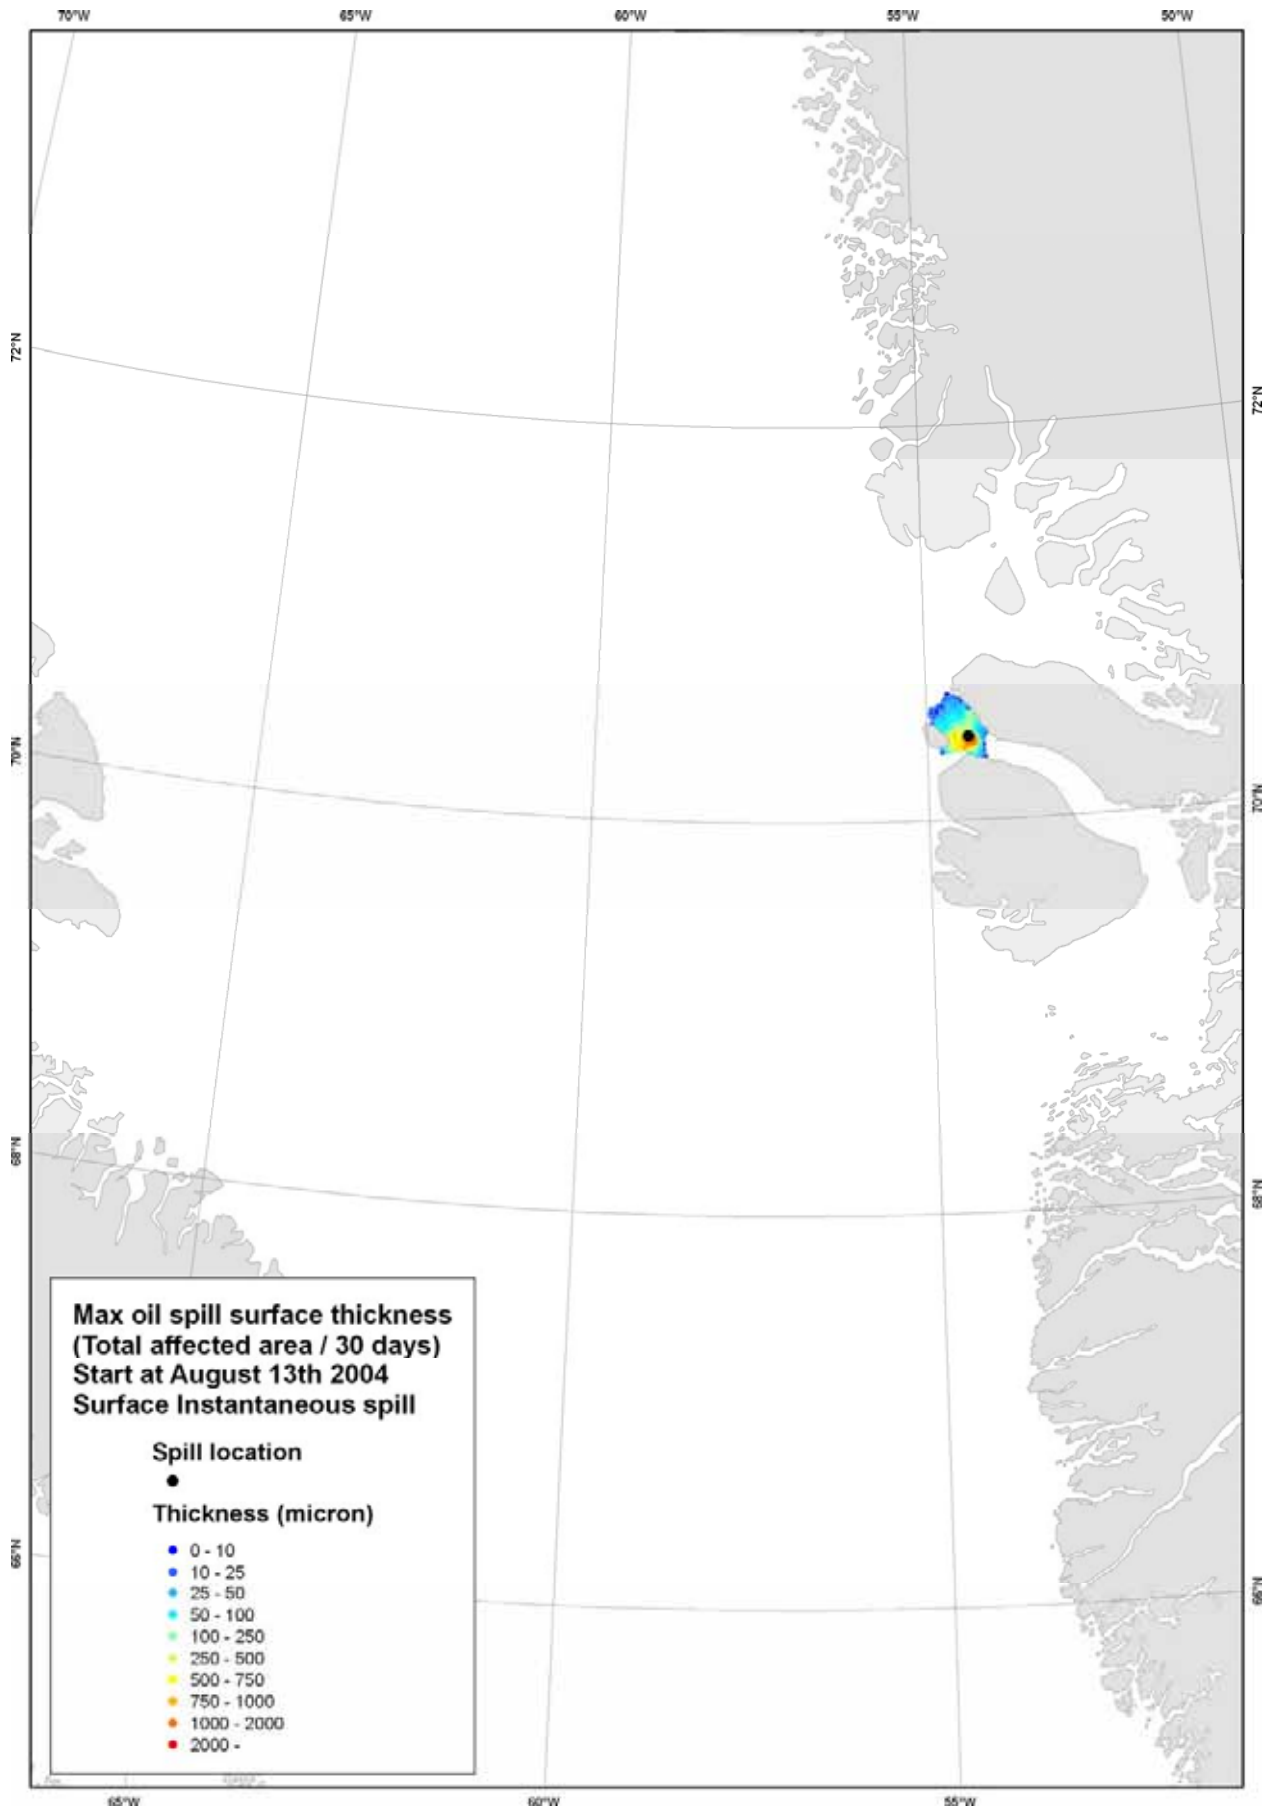 70°W 65°W 60°W 55°W 50°W
72°N
72°N
70°N
70°N
68°N
68°N
Max oil spill surface thickness
(Total affected area / 30 days)
Start at August 13th 2004
Surface Instantaneous spill
Spill location
Thickness (micron)
0 - 10
10 - 25
25 - 50
50 - 100
100 - 250
250 - 500
500 - 750
750 - 1000
1000 - 2000
2000 -
66°N
66°N
65°W 60°W 55°W